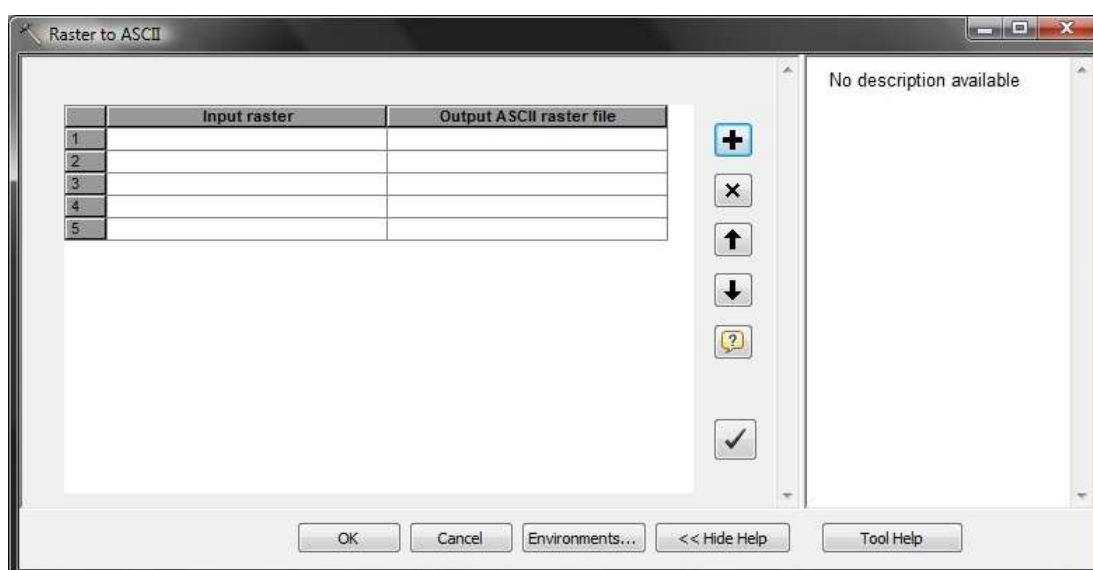 Raster to ASCII
No description available
Input raster Output ASCII raster file
1
2
3
4
5
OK Cancel Environments... << Hide Help Tool Help